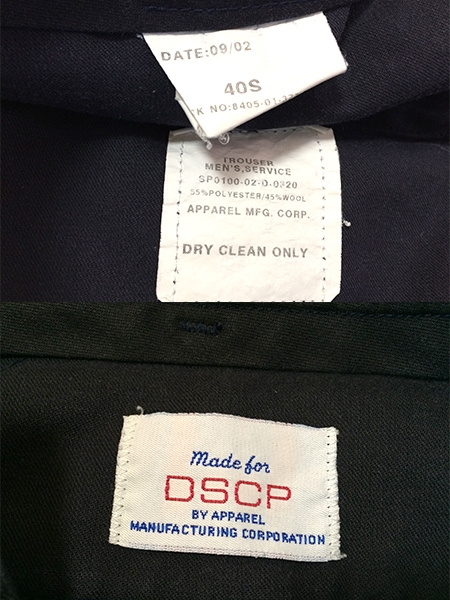 DATE:09/02
40S
CK NO:8405-01-
TROUSER
MEN'S,SERVICE
SP0100-02-D-0320
55%POLYESTER/45%WOOL
APPAREL MFG. CORP.
DRY CLEAN ONLY
Made for
DSCP
BY APPAREL
MANUFACTURING CORPORATION